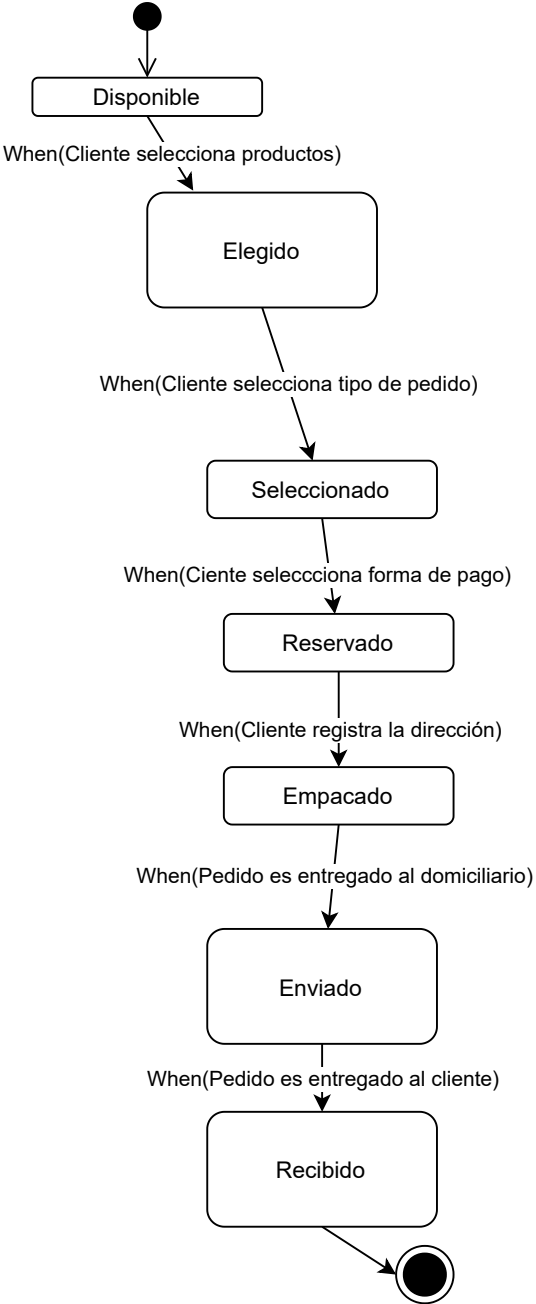 Disponible
When(Cliente selecciona productos)
Elegido
When(Cliente selecciona tipo de pedido)
Seleccionado
When(Ciente seleccciona forma de pago)
Reservado
When(Cliente registra la dirección)
Empacado
When(Pedido es entregado al domiciliario)
Enviado
When(Pedido es entregado al cliente)
Recibido